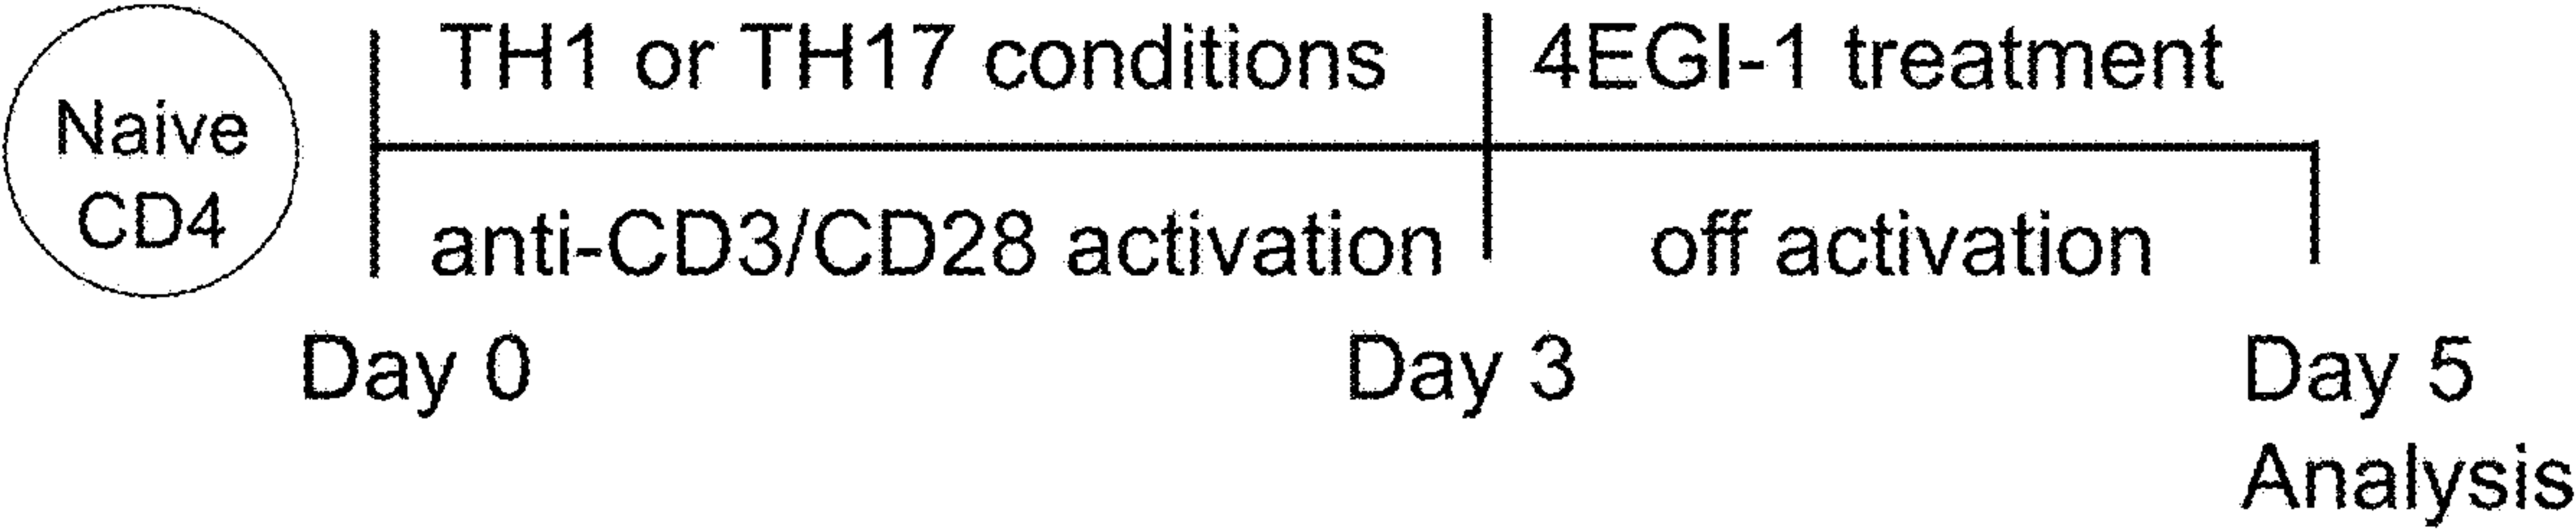 Naive
CD4
TH1 or TH17 conditions
4EGI-1 treatment
anti-CD3/CD28 activation
off activation
Day 0
Day 3
Day 5
Analysis